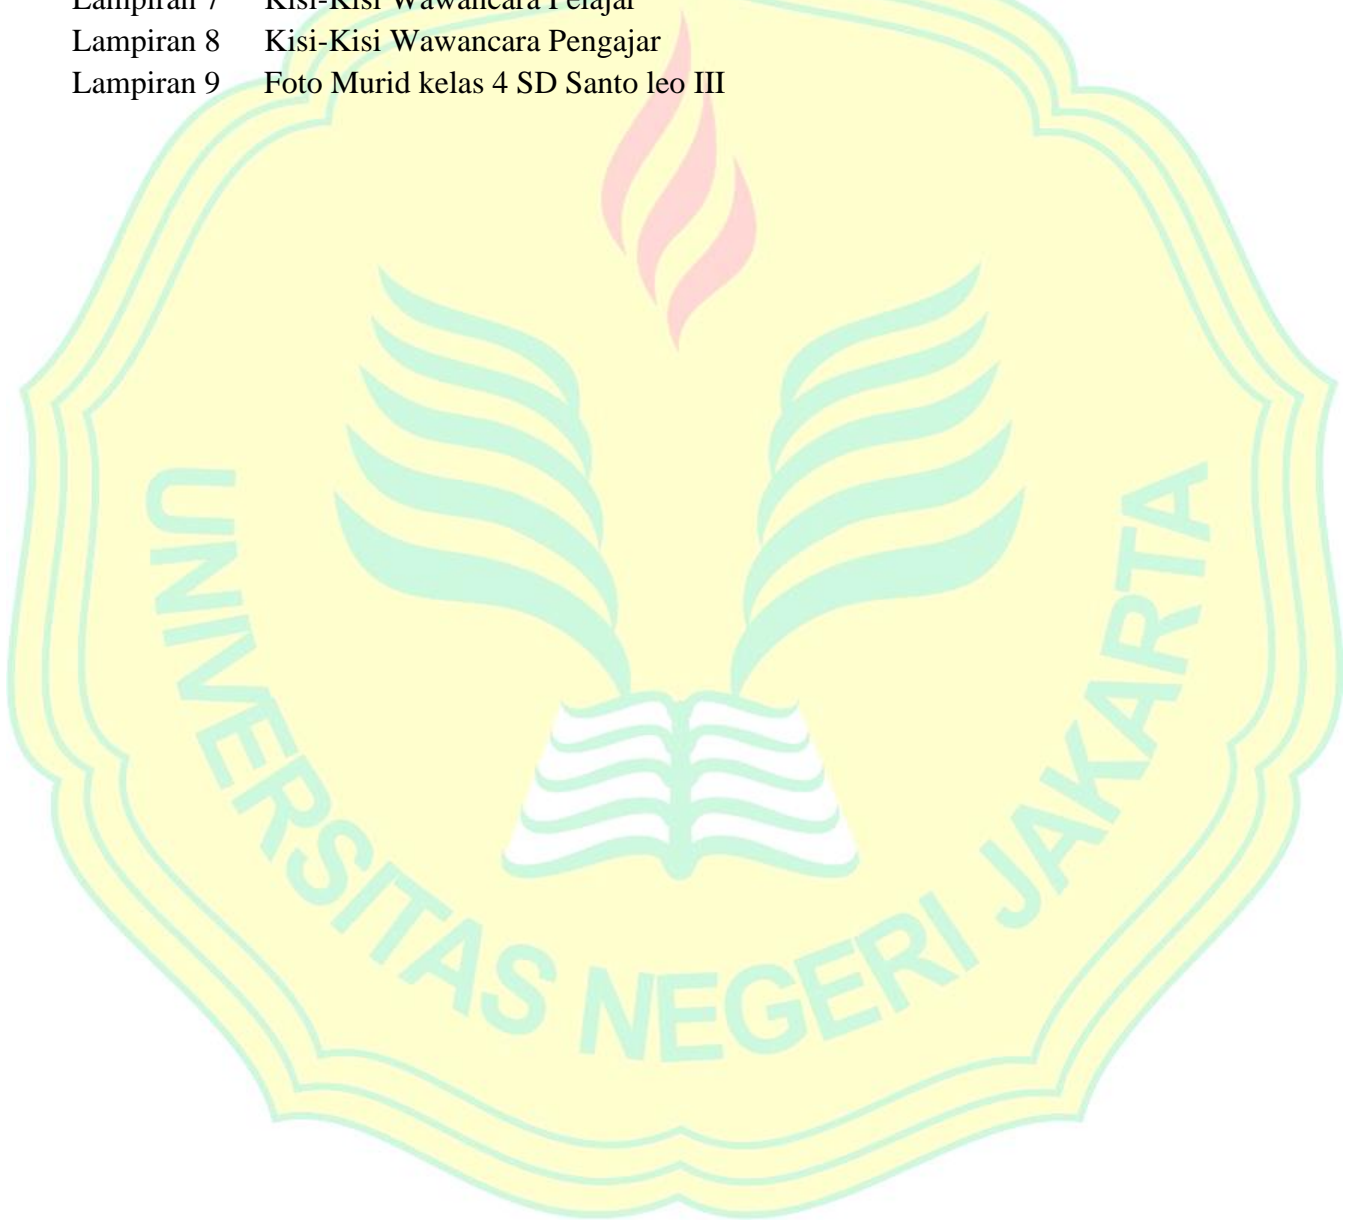 Lampiran 7 Kisi-Kisi Wawancara Pelajar
Lampiran 8 Kisi-Kisi Wawancara Pengajar
Lampiran 9 Foto Murid kelas 4 SD Santo leo III
UNIVERSITAS NEGERI JAKARTA